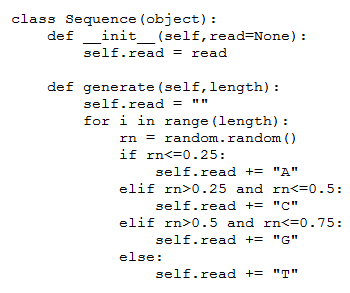 class Sequence(object):
    def __init__(self,read=None):
        self.read = read

    def generate(self,length):
        self.read = ""
        for i in range(length):
            rn = random.random()
            if rn<=0.25:
                self.read += "A"
            elif rn>0.25 and rn<=0.5:
                self.read += "C"
            elif rn>0.5 and rn<=0.75:
                self.read += "G"
            else:
                self.read += "T"